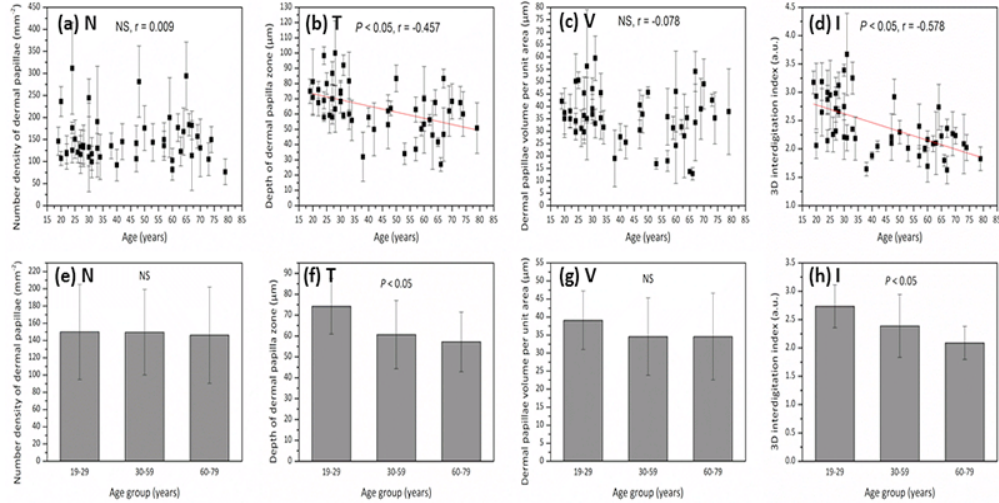 (a) N NS, r = 0.009
Number density of dermal papillae (mm⁻²)
450
400
350
300
250
200
150
100
50
0
15 20 25 30 35 40 45 50 55 60 65 70 75 80 85
Age (years)
(b) T P < 0.05, r = -0.457
Depth of dermal papilla zone (μm)
130
120
110
100
90
80
70
60
50
40
30
20
10
0
15 20 25 30 35 40 45 50 55 60 65 70 75 80 85
Age (years)
(c) V NS, r = -0.078
Dermal papillae volume per unit area (μm)
80
75
70
65
60
55
50
45
40
35
30
25
20
15
10
5
0
15 20 25 30 35 40 45 50 55 60 65 70 75 80 85
Age (years)
(d) I P < 0.05, r = -0.578
3D interdigitation index (a.u.)
4.5
4.0
3.5
3.0
2.5
2.0
1.5
1.0
15 20 25 30 35 40 45 50 55 60 65 70 75 80 85
Age (years)
(e) N NS
Number density of dermal papillae (mm⁻²)
220
200
180
160
140
120
100
80
60
40
20
0
19-29 30-59 60-79
Age group (years)
(f) T P < 0.05
Depth of dermal papilla zone (μm)
90
80
70
60
50
40
30
20
10
0
19-29 30-59 60-79
Age group (years)
(g) V NS
Dermal papillae volume per unit area (μm)
55
50
45
40
35
30
25
20
15
10
5
0
19-29 30-59 60-79
Age group (years)
(h) I P < 0.05
3D interdigitation index (a.u.)
3.5
3.0
2.5
2.0
1.5
1.0
0.5
0.0
19-29 30-59 60-79
Age group (years)